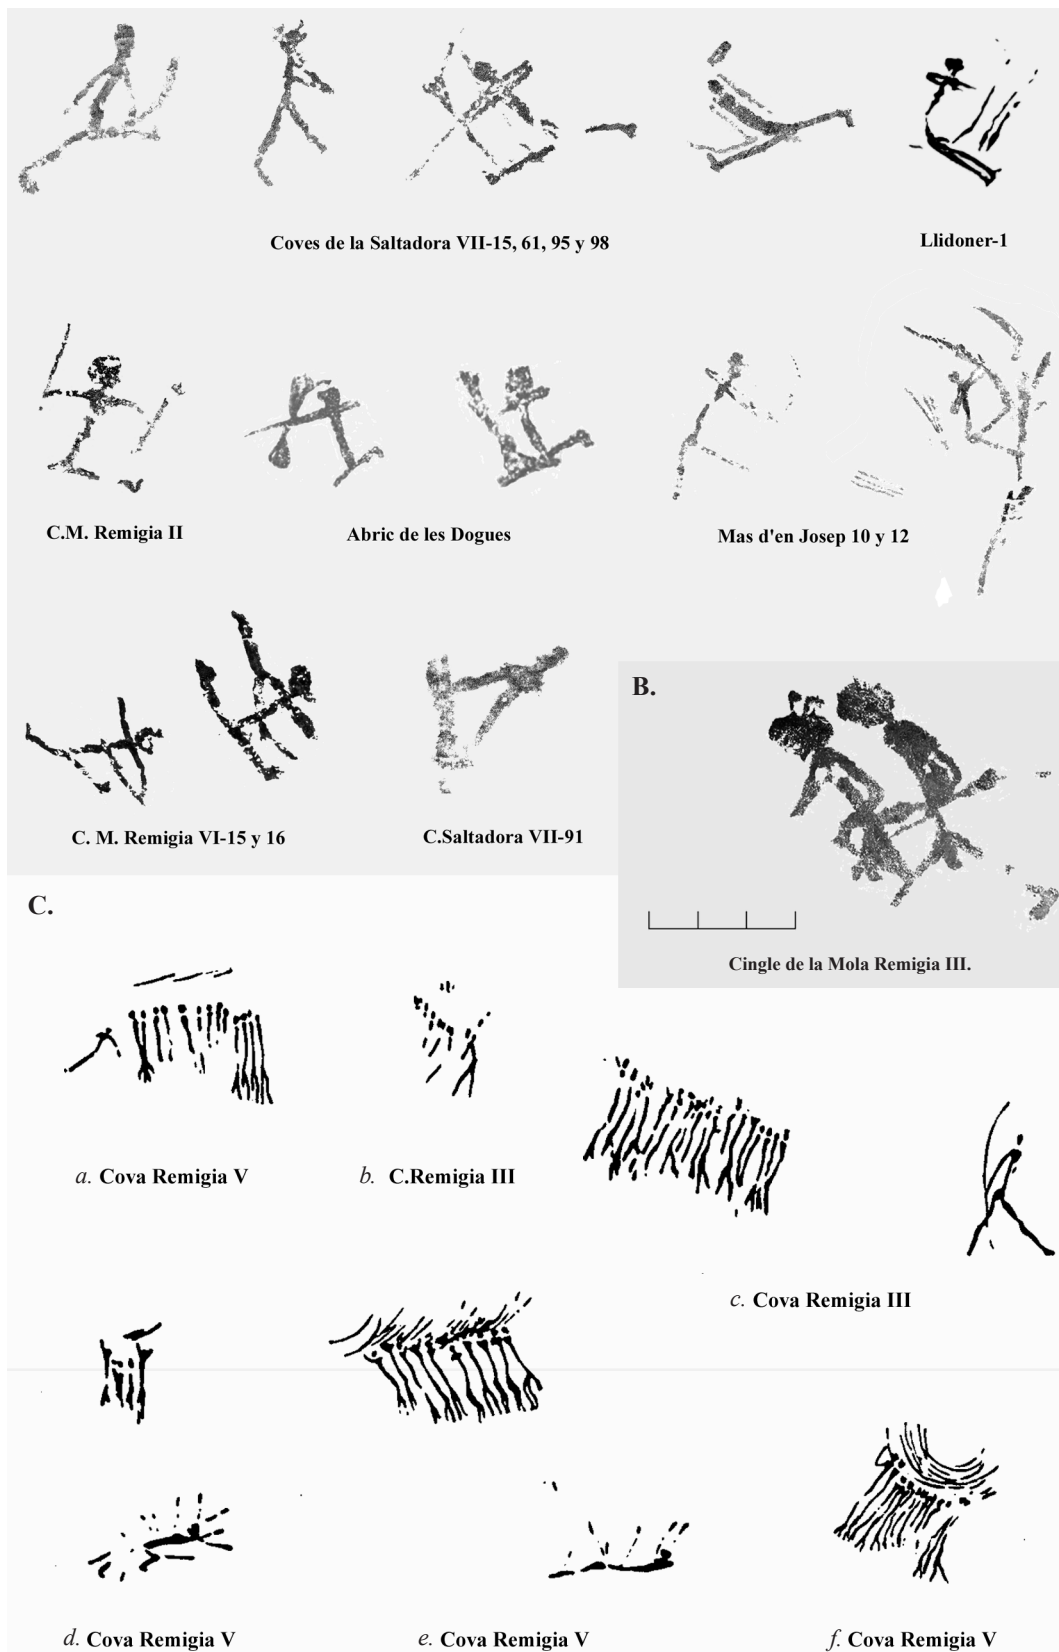 Coves de la Saltadora VII-15, 61, 95 y 98
Llidoner-1
C.M. Remigia II
Abric de les Dogues
Mas d'en Josep 10 y 12
C. M. Remigia VI-15 y 16
C.Saltadora VII-91
B.
Cingle de la Mola Remigia III.
C.
a. Cova Remigia V
b. C.Remigia III
c. Cova Remigia III
d. Cova Remigia V
e. Cova Remigia V
f. Cova Remigia V